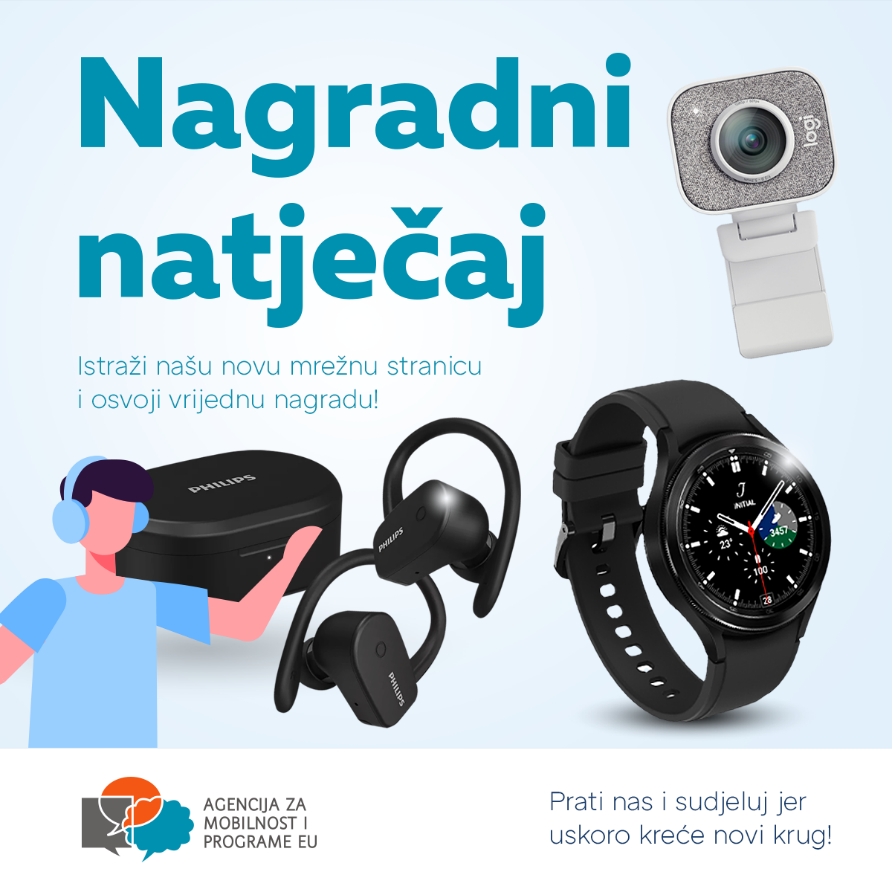 Nagradni
natječaj
Istraži našu novu mrežnu stranicu
i osvoji vrijednu nagradu!
logi
PHILIPS
PHILIPS
PHILIPS
INITIAL
23°
3457
100
28
AGENCIJA ZA
MOBILNOST I
PROGRAME EU
Prati nas i sudjeluj jer
uskoro kreće novi krug!